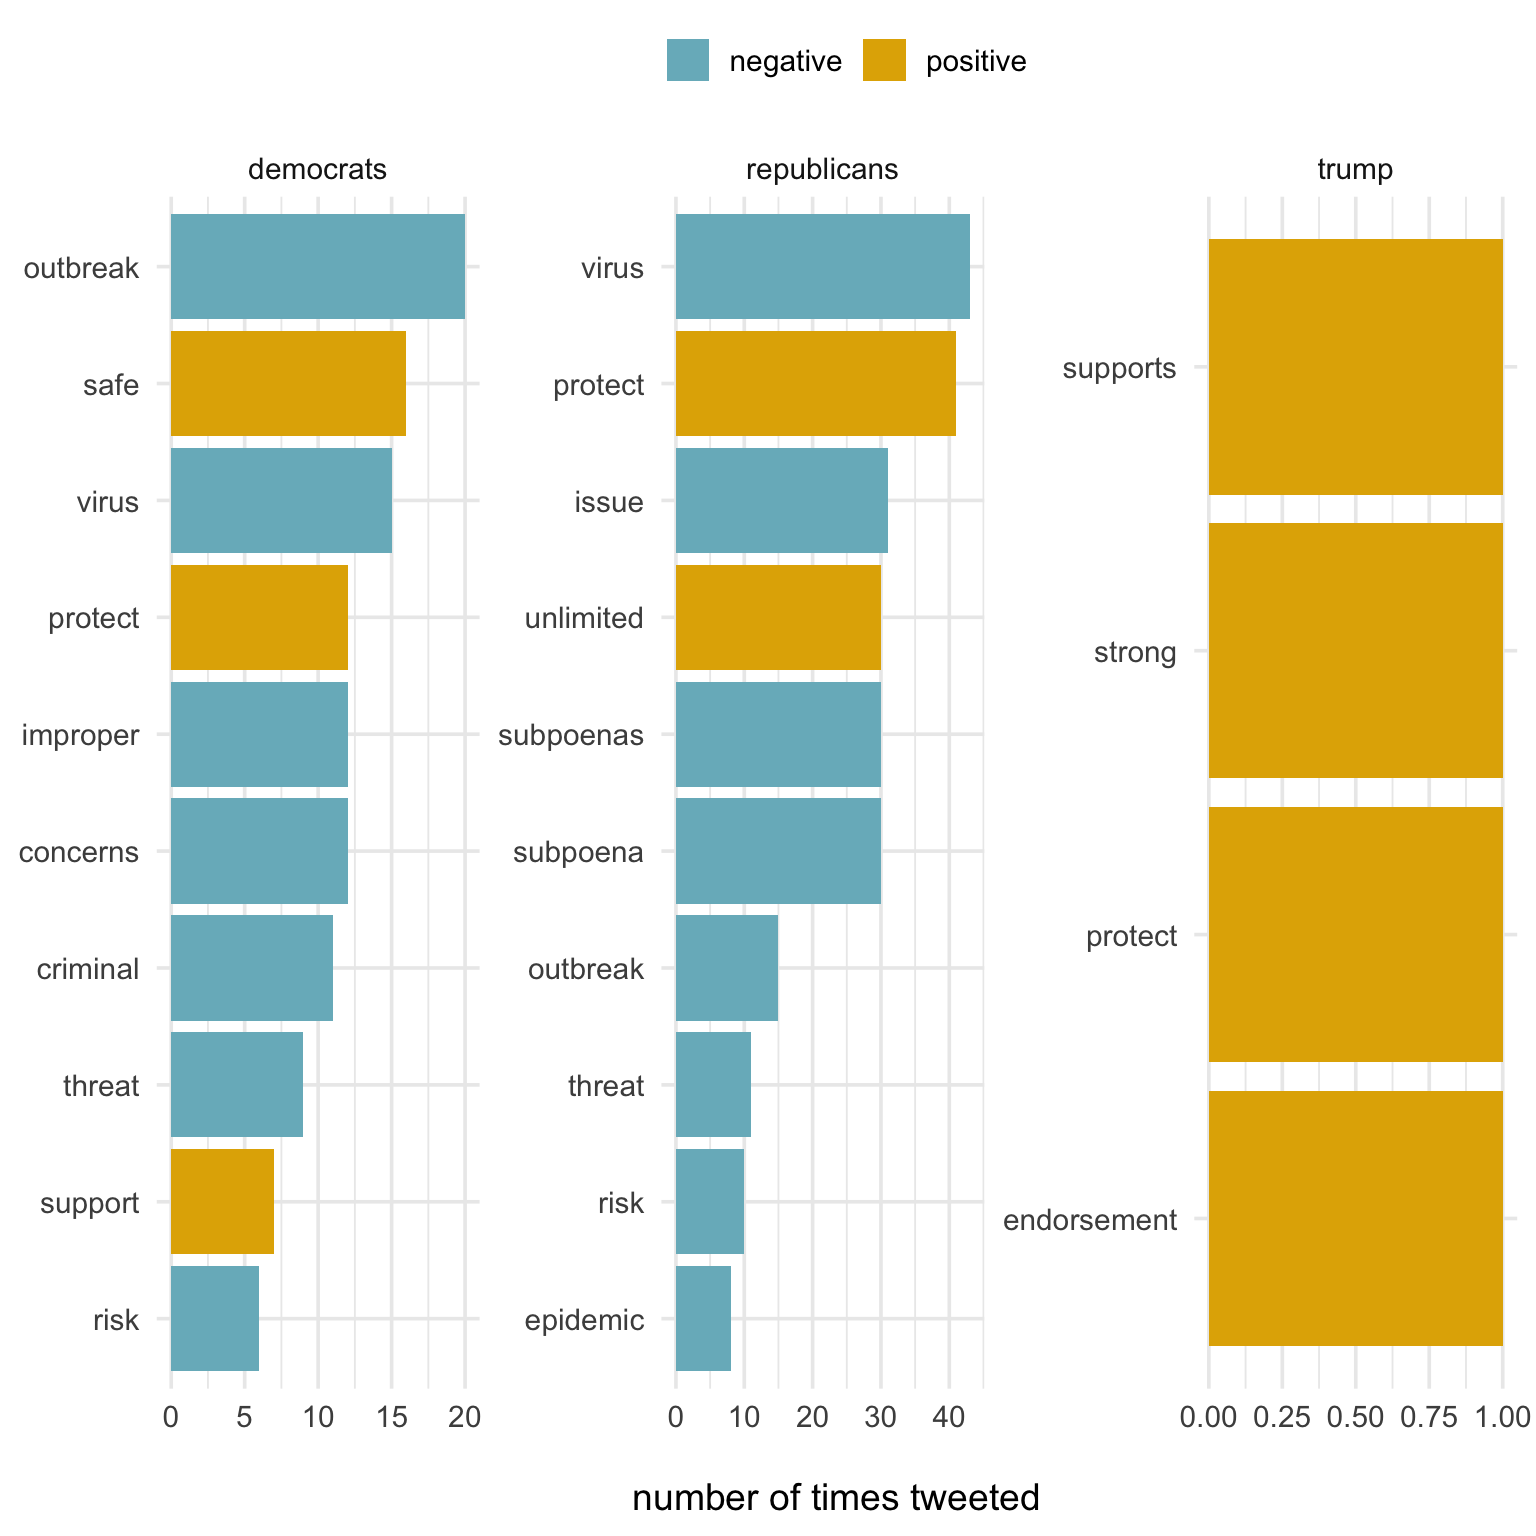 negative positive
democrats
outbreak
safe
virus
protect
improper
concerns
criminal
threat
support
risk
0 5 10 15 20
republicans
virus
protect
issue
unlimited
subpoenas
subpoena
outbreak
threat
risk
epidemic
0 10 20 30 40
trump
supports
strong
protect
endorsement
0.00 0.25 0.50 0.75 1.00
number of times tweeted